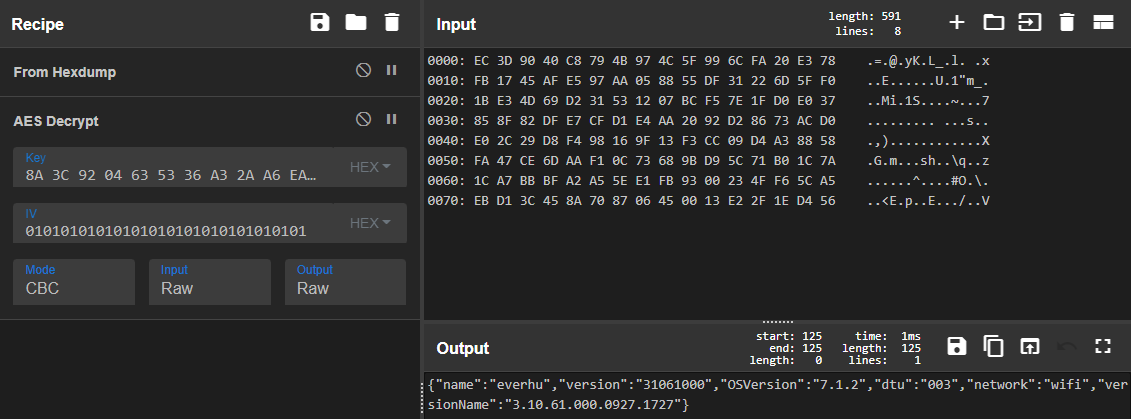 Recipe
From Hexdump
AES Decrypt
Key
8A 3C 92 04 63 53 36 A3 2A A6 EA…
HEX
IV
01010101010101010101010101010101
HEX
Mode
CBC
Input
Raw
Output
Raw
Input
length: 591
lines: 8
0000: EC 3D 90 40 C8 79 4B 97 4C 5F 99 6C FA 20 E3 78 .=.@.yK.L_.l. .x
0010: FB 17 45 AF E5 97 AA 05 88 55 DF 31 22 6D 5F F0 ..E......U.1"m_.
0020: 1B E3 4D 69 D2 31 53 12 07 BC F5 7E 1F D0 E0 37 ..Mi.1S....~...7
0030: 85 8F 82 DF E7 CF D1 E4 AA 20 92 D2 86 73 AC D0 ......... ...s..
0040: E0 2C 29 D8 F4 98 16 9F 13 F3 CC 09 D4 A3 88 58 .,)............X
0050: FA 47 CE 6D AA F1 0C 73 68 9B D9 5C 71 B0 1C 7A .G.m...sh..\q..z
0060: 1C A7 BB BF A2 A5 5E E1 FB 93 00 23 4F F6 5C A5 ......^....#O.\.
0070: EB D1 3C 45 8A 70 87 06 45 00 13 E2 2F 1E D4 56 ..<E.p..E.../..V
Output
start: 125 time: 1ms
end: 125 length: 125
length: 0 lines: 1
{"name":"everhu","version":"31061000","OSVersion":"7.1.2","dtu":"003","network":"wifi","ver
sionName":"3.10.61.000.0927.1727"}